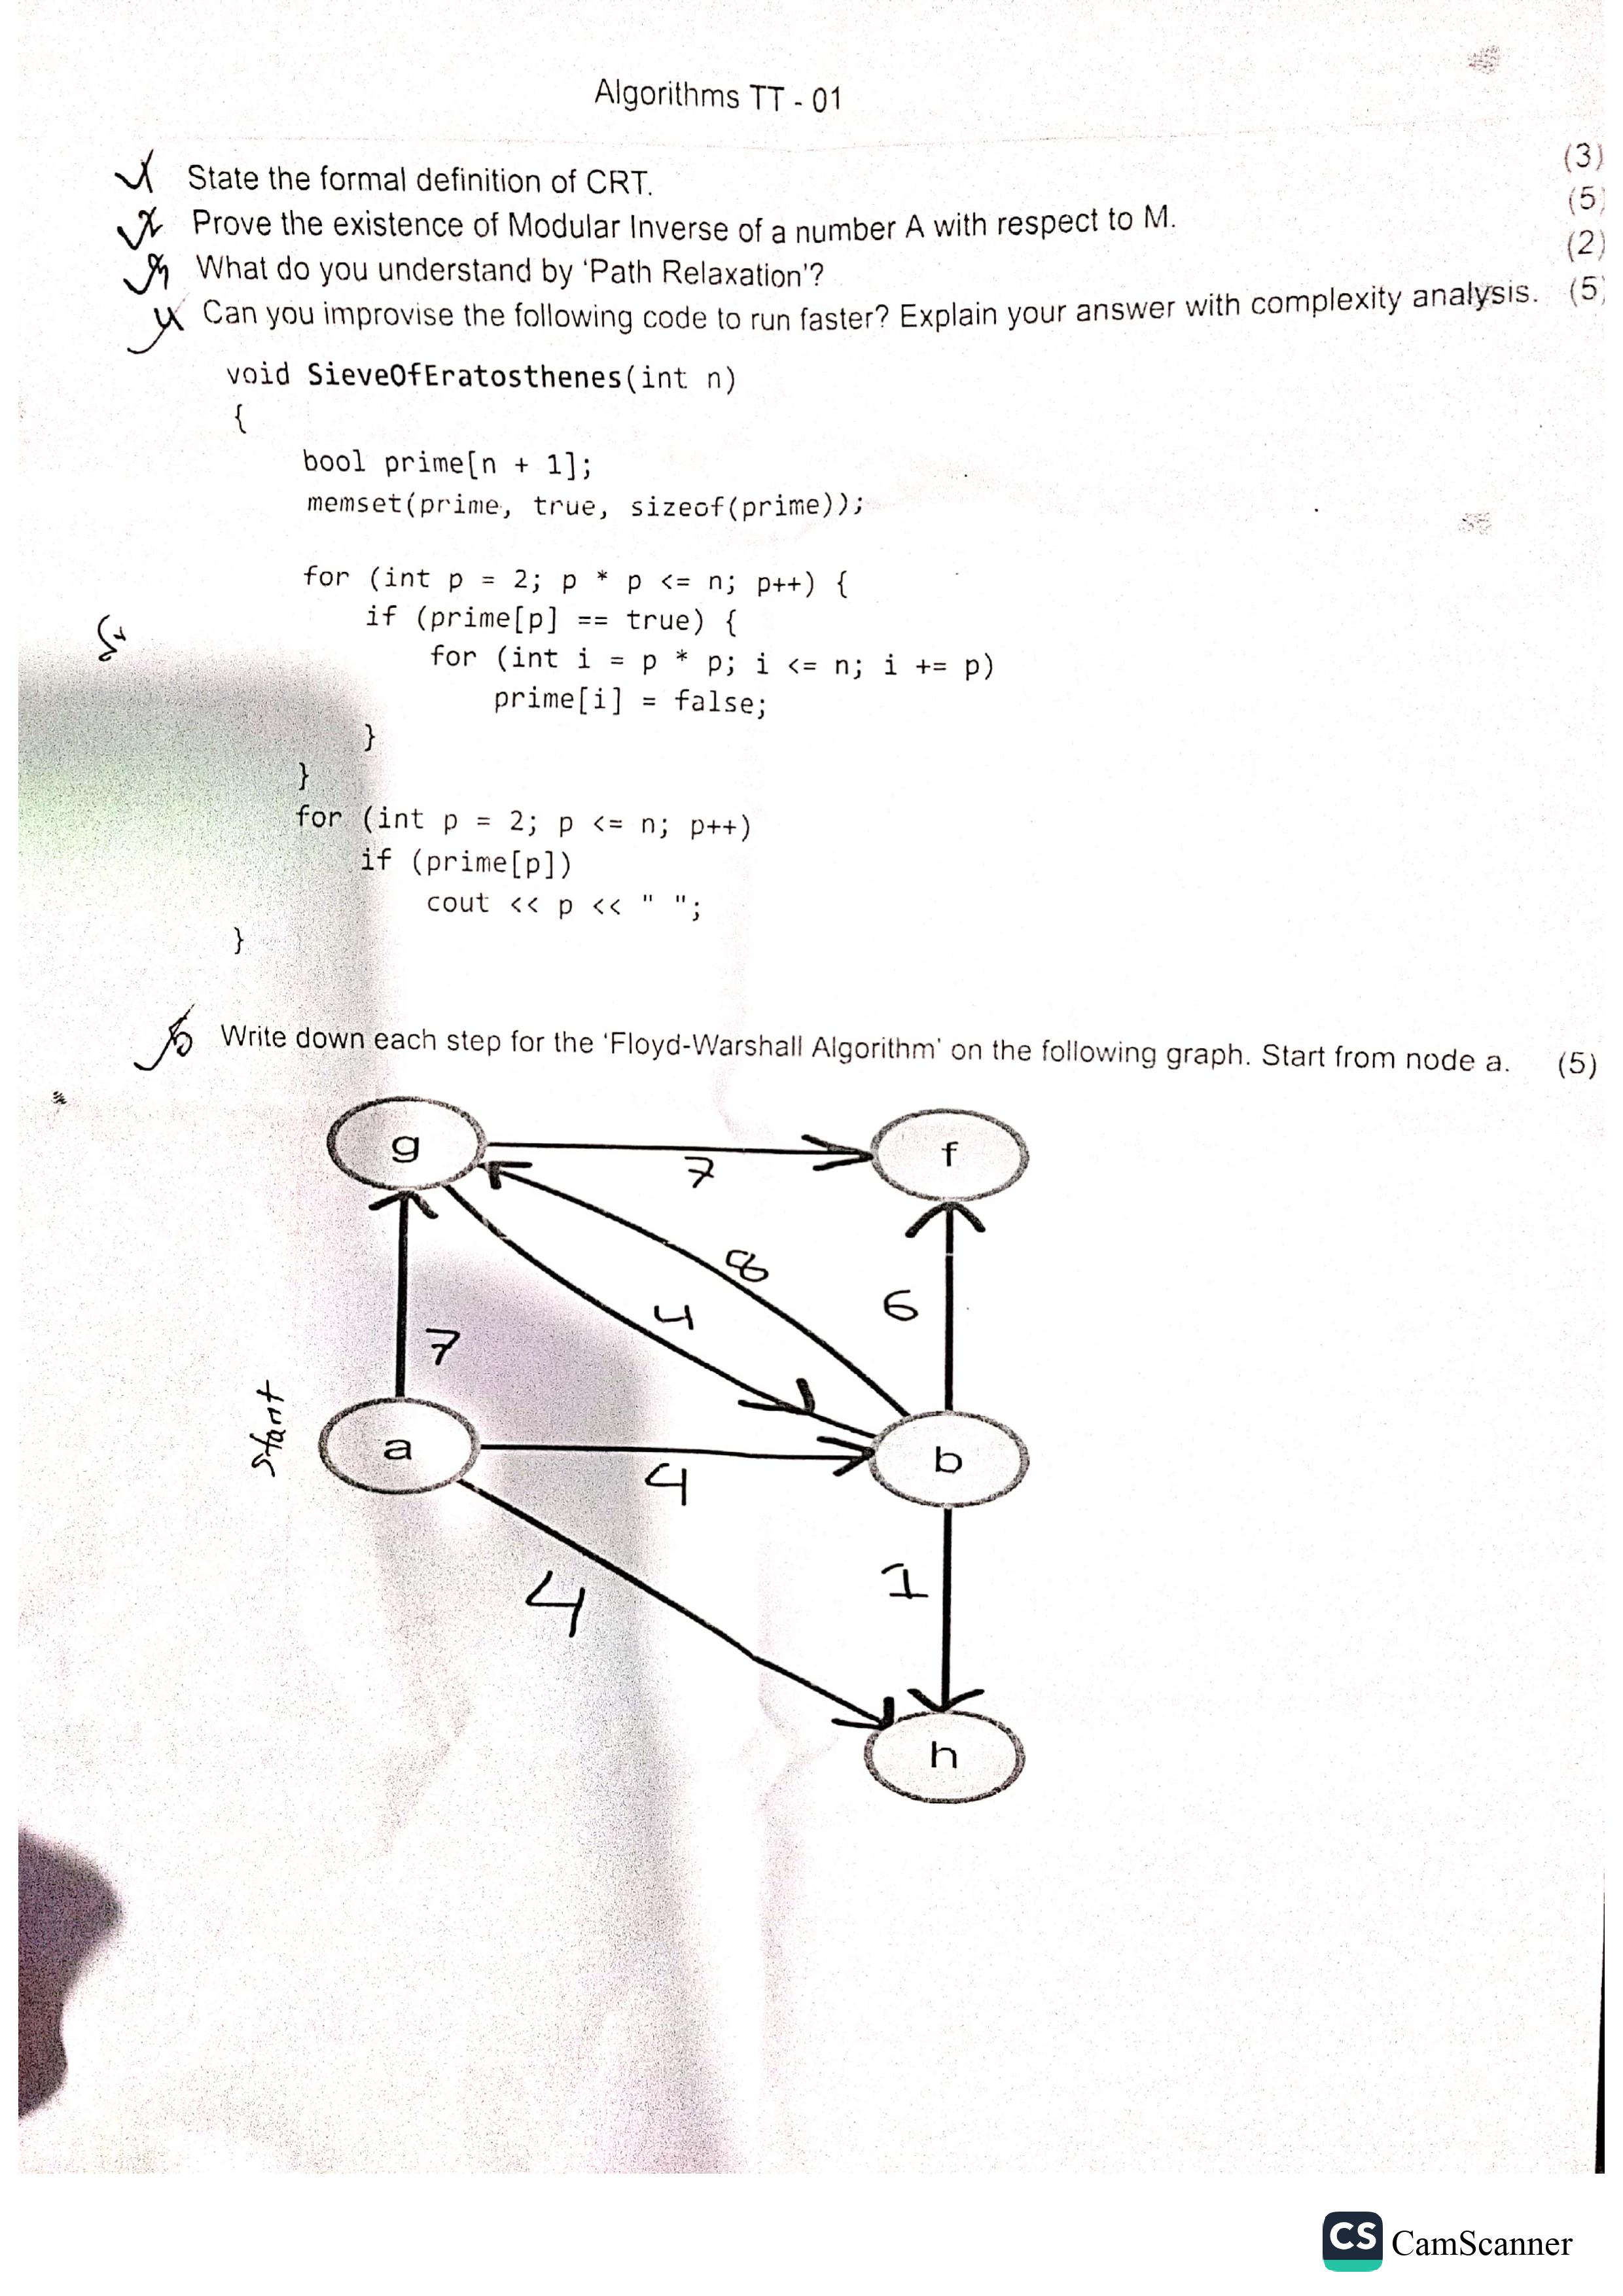 Algorithms TT - 01
State the formal definition of CRT. (3)
Prove the existence of Modular Inverse of a number A with respect to M. (5)
What do you understand by 'Path Relaxation'? (2)
Can you improvise the following code to run faster? Explain your answer with complexity analysis. (5)
void SieveOfEratosthenes(int n)
{
bool prime[n + 1];
memset(prime, true, sizeof(prime));
for (int p = 2; p * p <= n; p++) {
if (prime[p] == true) {
for (int i = p * p; i <= n; i += p)
prime[i] = false;
}
}
for (int p = 2; p <= n; p++)
if (prime[p])
cout << p << " ";
}
Write down each step for the 'Floyd-Warshall Algorithm' on the following graph. Start from node a. (5)
g
f
7
8
4
6
7
start
a
b
4
4
1
h
CS CamScanner